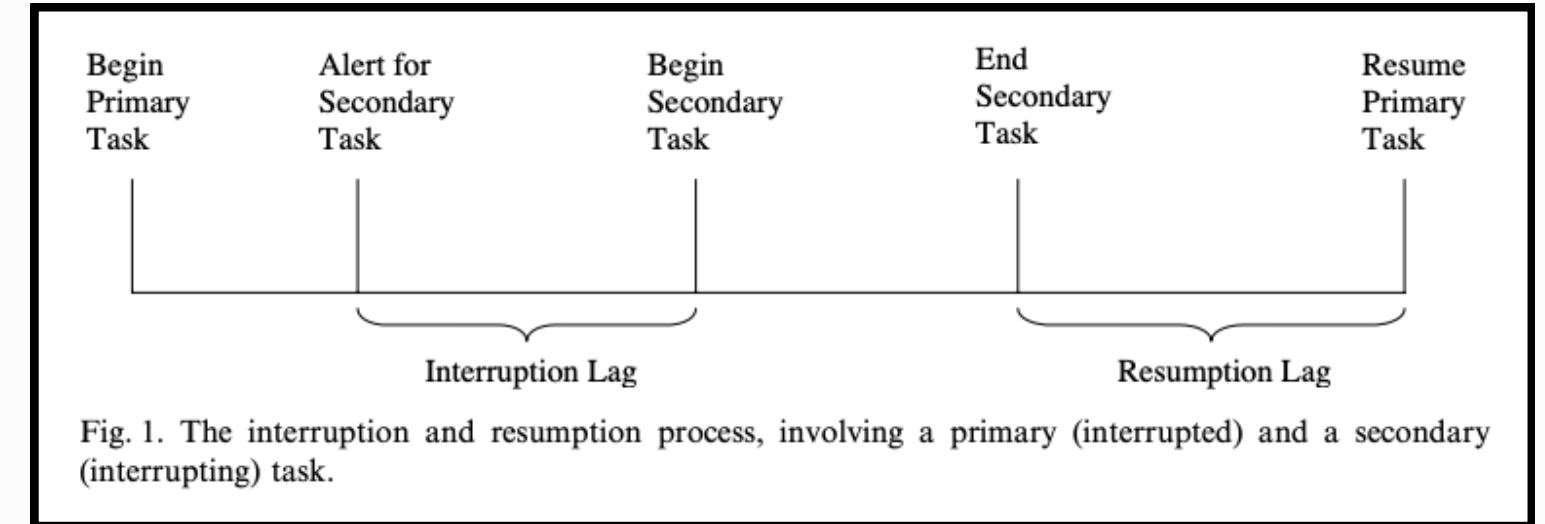 Begin
Primary
Task
Alert for
Secondary
Task
Begin
Secondary
Task
End
Secondary
Task
Resume
Primary
Task
Interruption Lag
Resumption Lag
Fig. 1. The interruption and resumption process, involving a primary (interrupted) and a secondary
(interrupting) task.